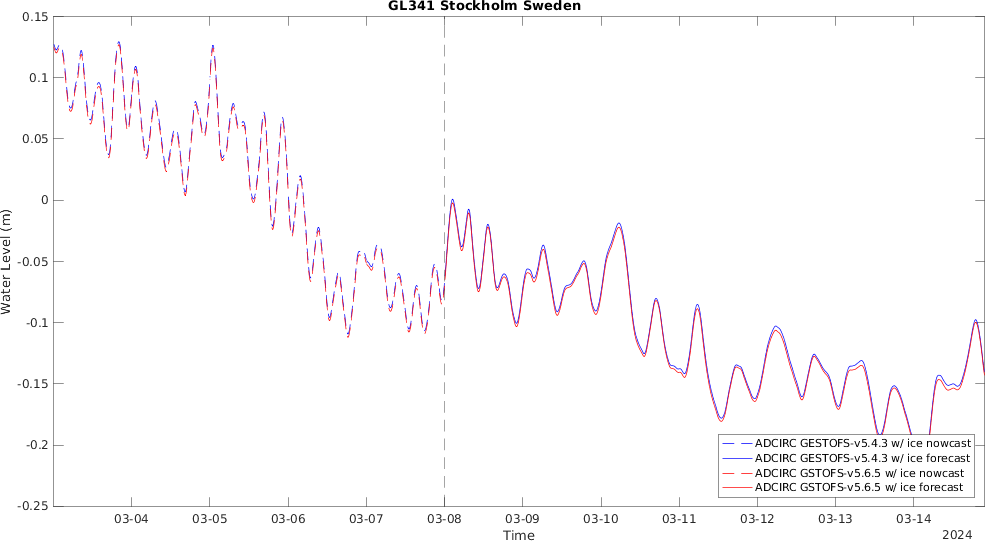 GL341 Stockholm Sweden
0.15
0.1
0.05
0
-0.05
-0.1
-0.15
-0.2
-0.25
Water Level (m)
ADCIRC GESTOFS-v5.4.3 w/ ice nowcast
ADCIRC GESTOFS-v5.4.3 w/ ice forecast
ADCIRC GSTOFS-v5.6.5 w/ ice nowcast
ADCIRC GSTOFS-v5.6.5 w/ ice forecast
03-04 03-05 03-06 03-07 03-08 03-09 03-10 03-11 03-12 03-13 03-14
Time
2024